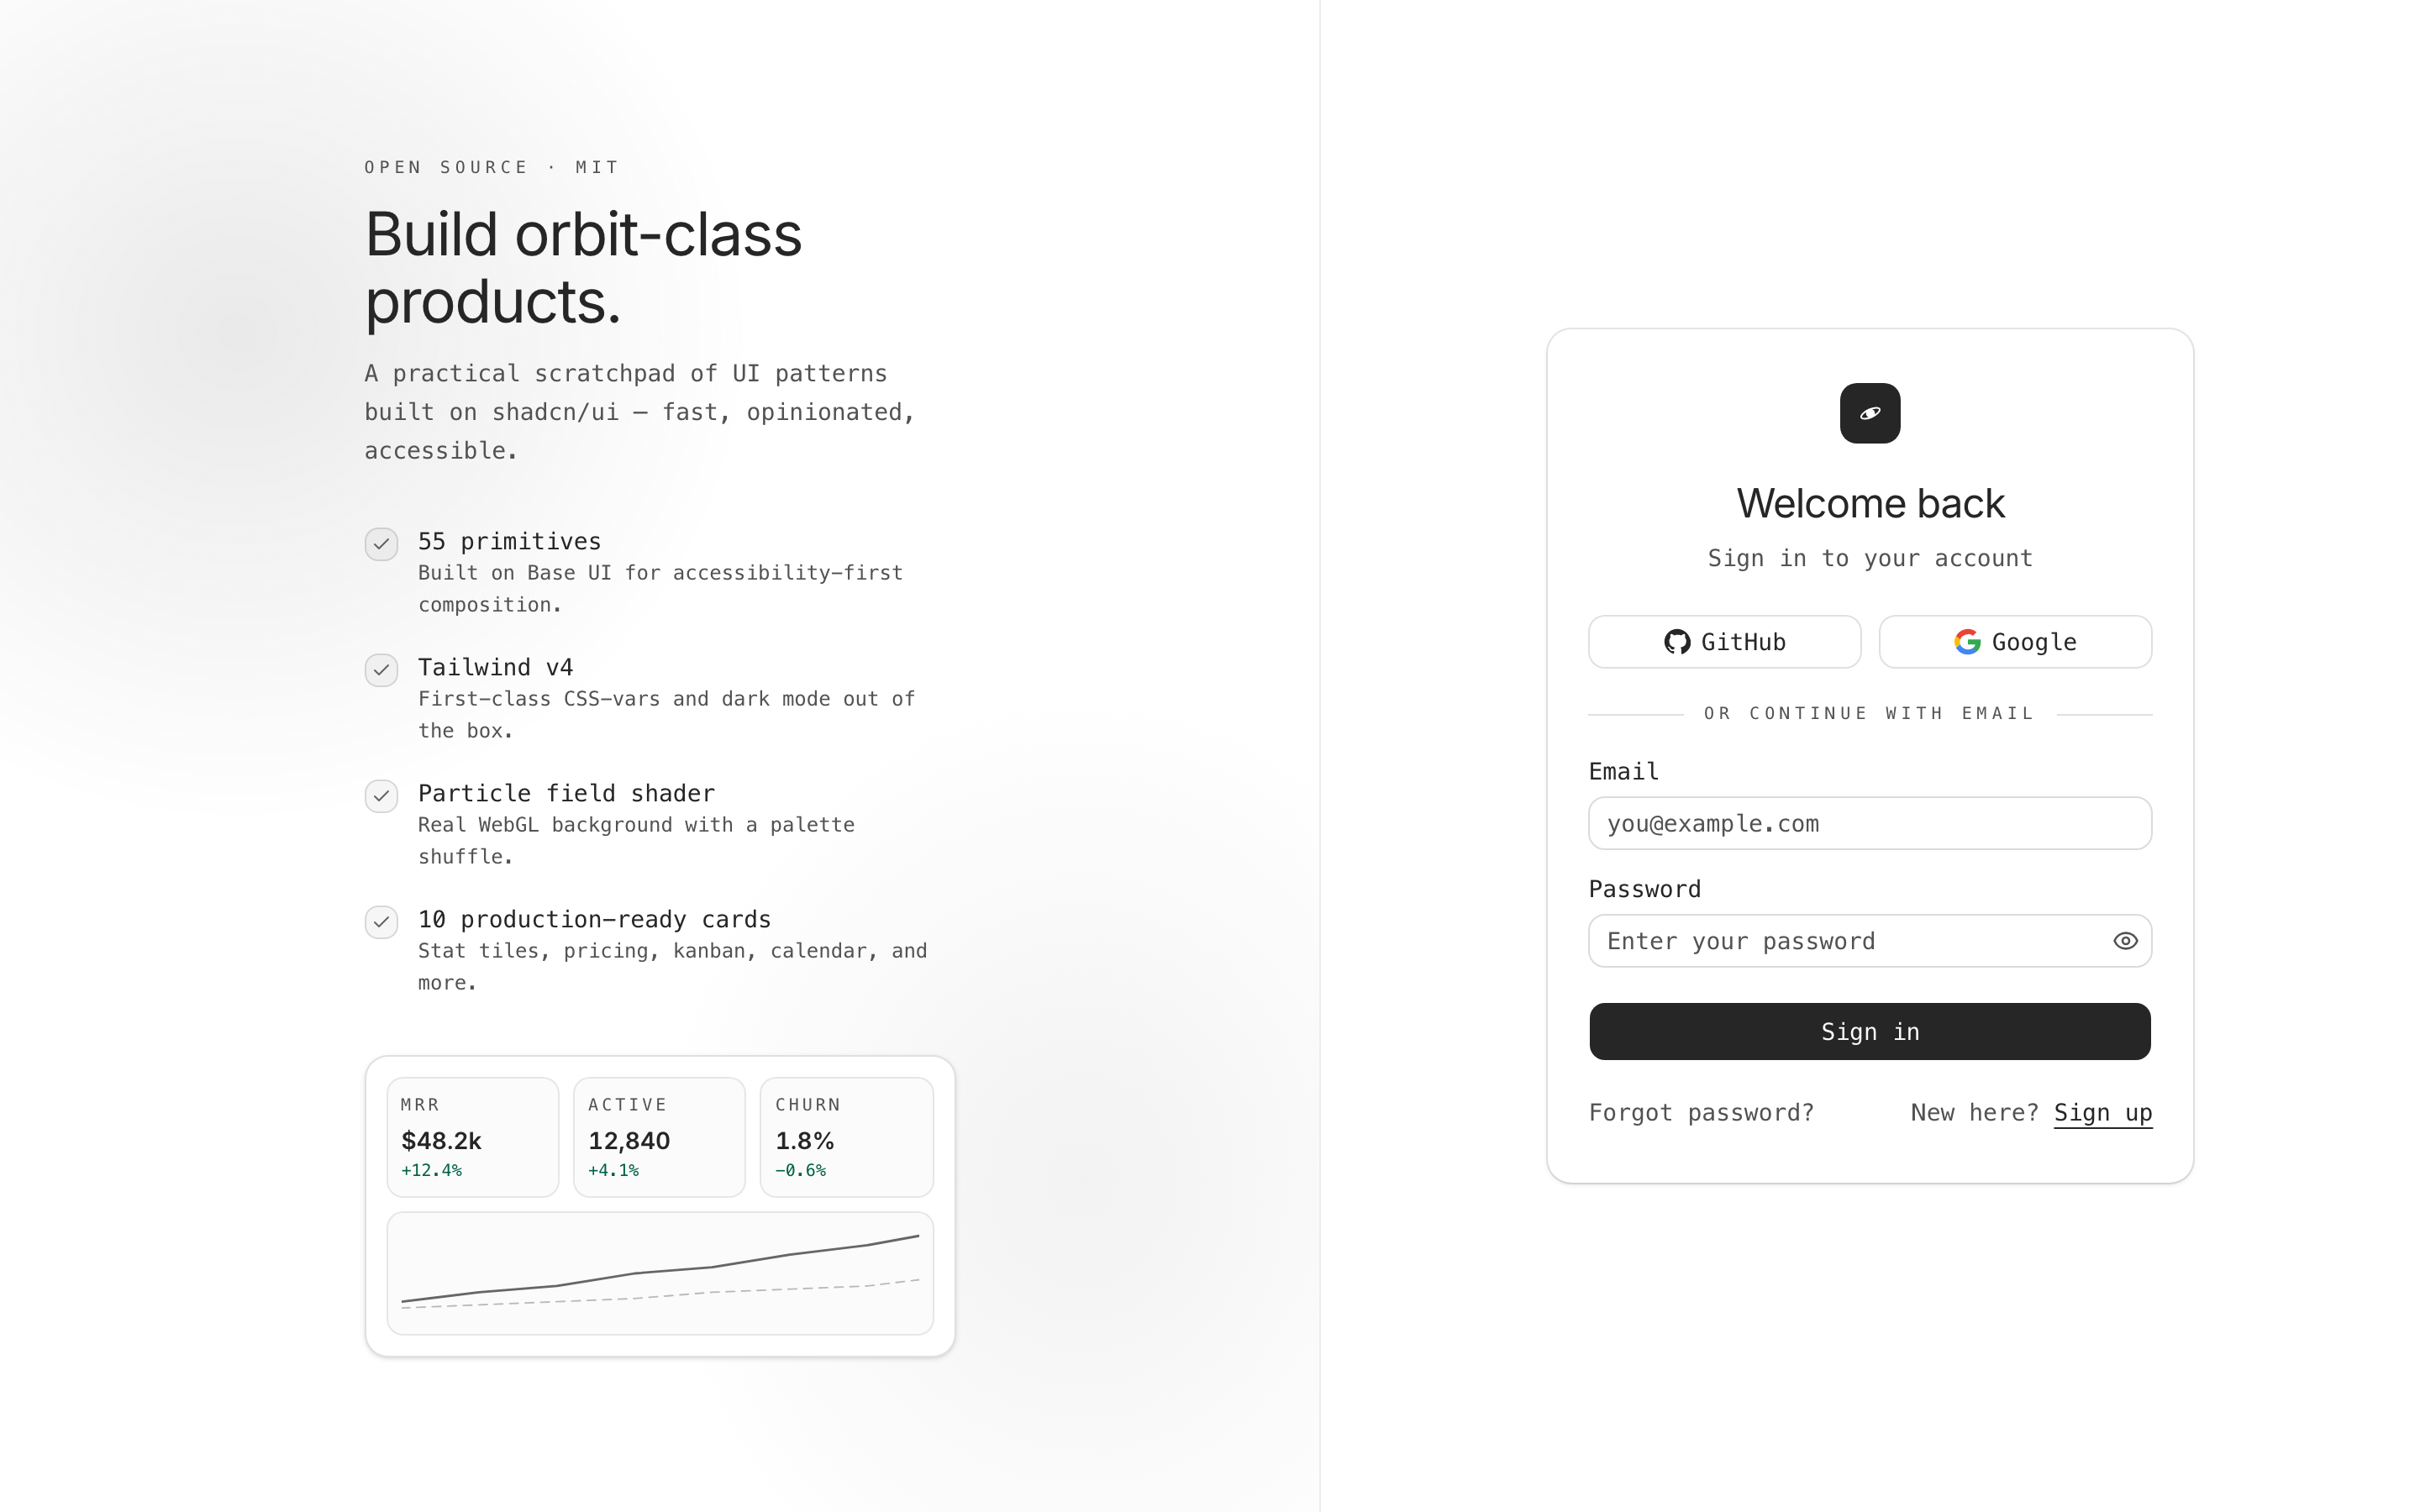 OPEN SOURCE · MIT
Build orbit-class
products.
A practical scratchpad of UI patterns
built on shadcn/ui — fast, opinionated,
accessible.
55 primitives
Built on Base UI for accessibility-first
composition.
Tailwind v4
First-class CSS-vars and dark mode out of
the box.
Particle field shader
Real WebGL background with a palette
shuffle.
10 production-ready cards
Stat tiles, pricing, kanban, calendar, and
more.
MRR
$48.2k
+12.4%
ACTIVE
12,840
+4.1%
CHURN
1.8%
−0.6%
Welcome back
Sign in to your account
GitHub
Google
OR CONTINUE WITH EMAIL
Email
you@example.com
Password
Enter your password
Sign in
Forgot password?
New here? Sign up